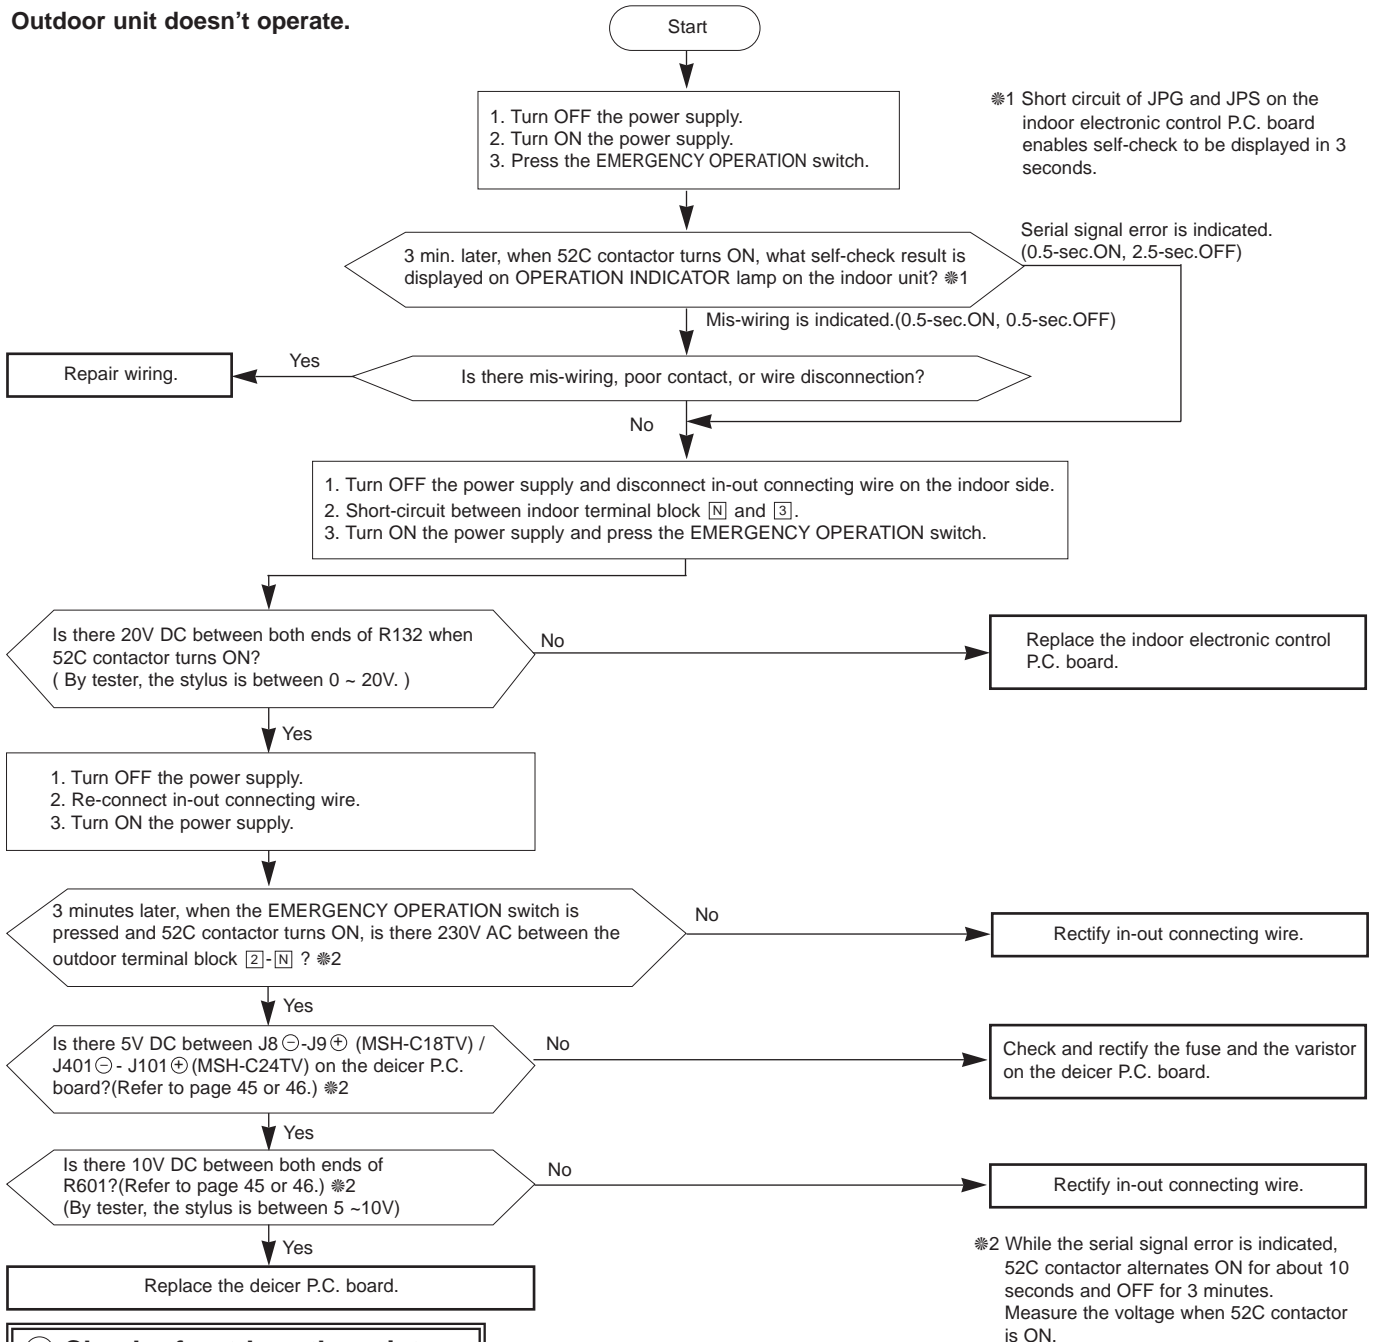 Outdoor unit doesn't operate.
Start
1. Turn OFF the power supply.
2. Turn ON the power supply.
3. Press the EMERGENCY OPERATION switch.
❊1 Short circuit of JPG and JPS on the
indoor electronic control P.C. board
enables self-check to be displayed in 3
seconds.
3 min. later, when 52C contactor turns ON, what self-check result is
displayed on OPERATION INDICATOR lamp on the indoor unit? ❊1
Serial signal error is indicated.
(0.5-sec.ON, 2.5-sec.OFF)
Mis-wiring is indicated.(0.5-sec.ON, 0.5-sec.OFF)
Repair wiring.
Yes
Is there mis-wiring, poor contact, or wire disconnection?
No
1. Turn OFF the power supply and disconnect in-out connecting wire on the indoor side.
2. Short-circuit between indoor terminal block N and 3.
3. Turn ON the power supply and press the EMERGENCY OPERATION switch.
Is there 20V DC between both ends of R132 when
52C contactor turns ON?
( By tester, the stylus is between 0 ~ 20V. )
No
Replace the indoor electronic control
P.C. board.
Yes
1. Turn OFF the power supply.
2. Re-connect in-out connecting wire.
3. Turn ON the power supply.
3 minutes later, when the EMERGENCY OPERATION switch is
pressed and 52C contactor turns ON, is there 230V AC between the
outdoor terminal block 2-N ? ❊2
No
Rectify in-out connecting wire.
Yes
Is there 5V DC between J8 ⊖-J9 ⊕ (MSH-C18TV) /
J401 ⊖ - J101 ⊕ (MSH-C24TV) on the deicer P.C.
board?(Refer to page 45 or 46.) ❊2
No
Check and rectify the fuse and the varistor
on the deicer P.C. board.
Yes
Is there 10V DC between both ends of
R601?(Refer to page 45 or 46.) ❊2
(By tester, the stylus is between 5 ~10V)
No
Rectify in-out connecting wire.
Yes
Replace the deicer P.C. board.
❊2 While the serial signal error is indicated,
52C contactor alternates ON for about 10
seconds and OFF for 3 minutes.
Measure the voltage when 52C contactor
is ON.